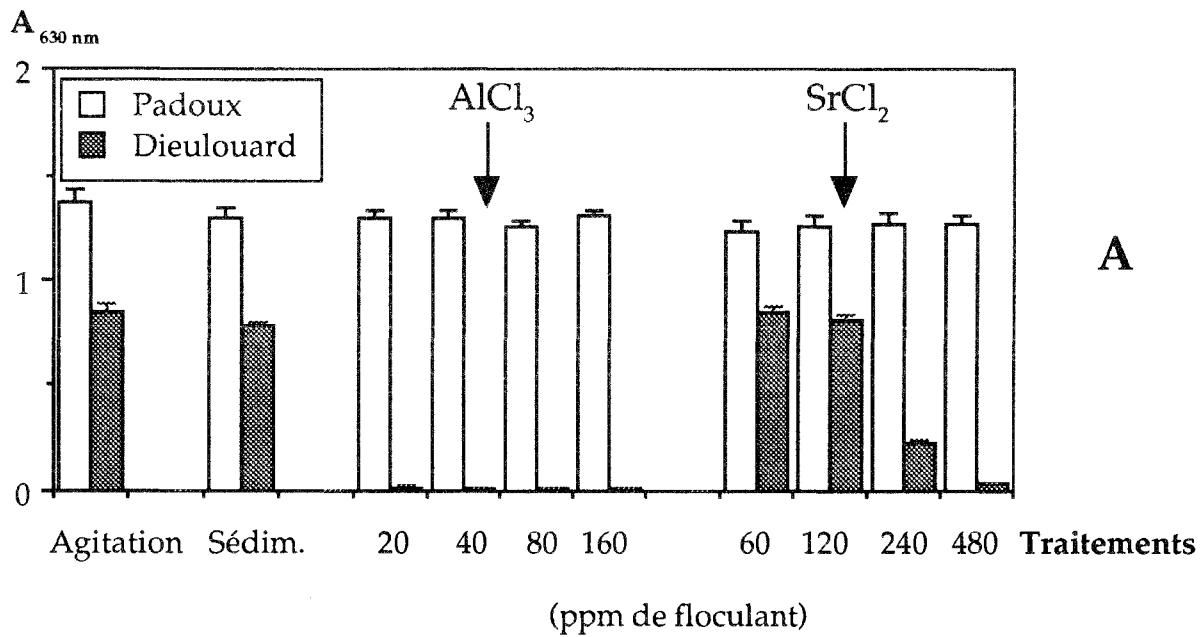 A 630 nm
2
Padoux
Dieulouard
AlCl3
SrCl2
1
A
0
Agitation Sédim. 20 40 80 160 60 120 240 480 Traitements
(ppm de floculant)